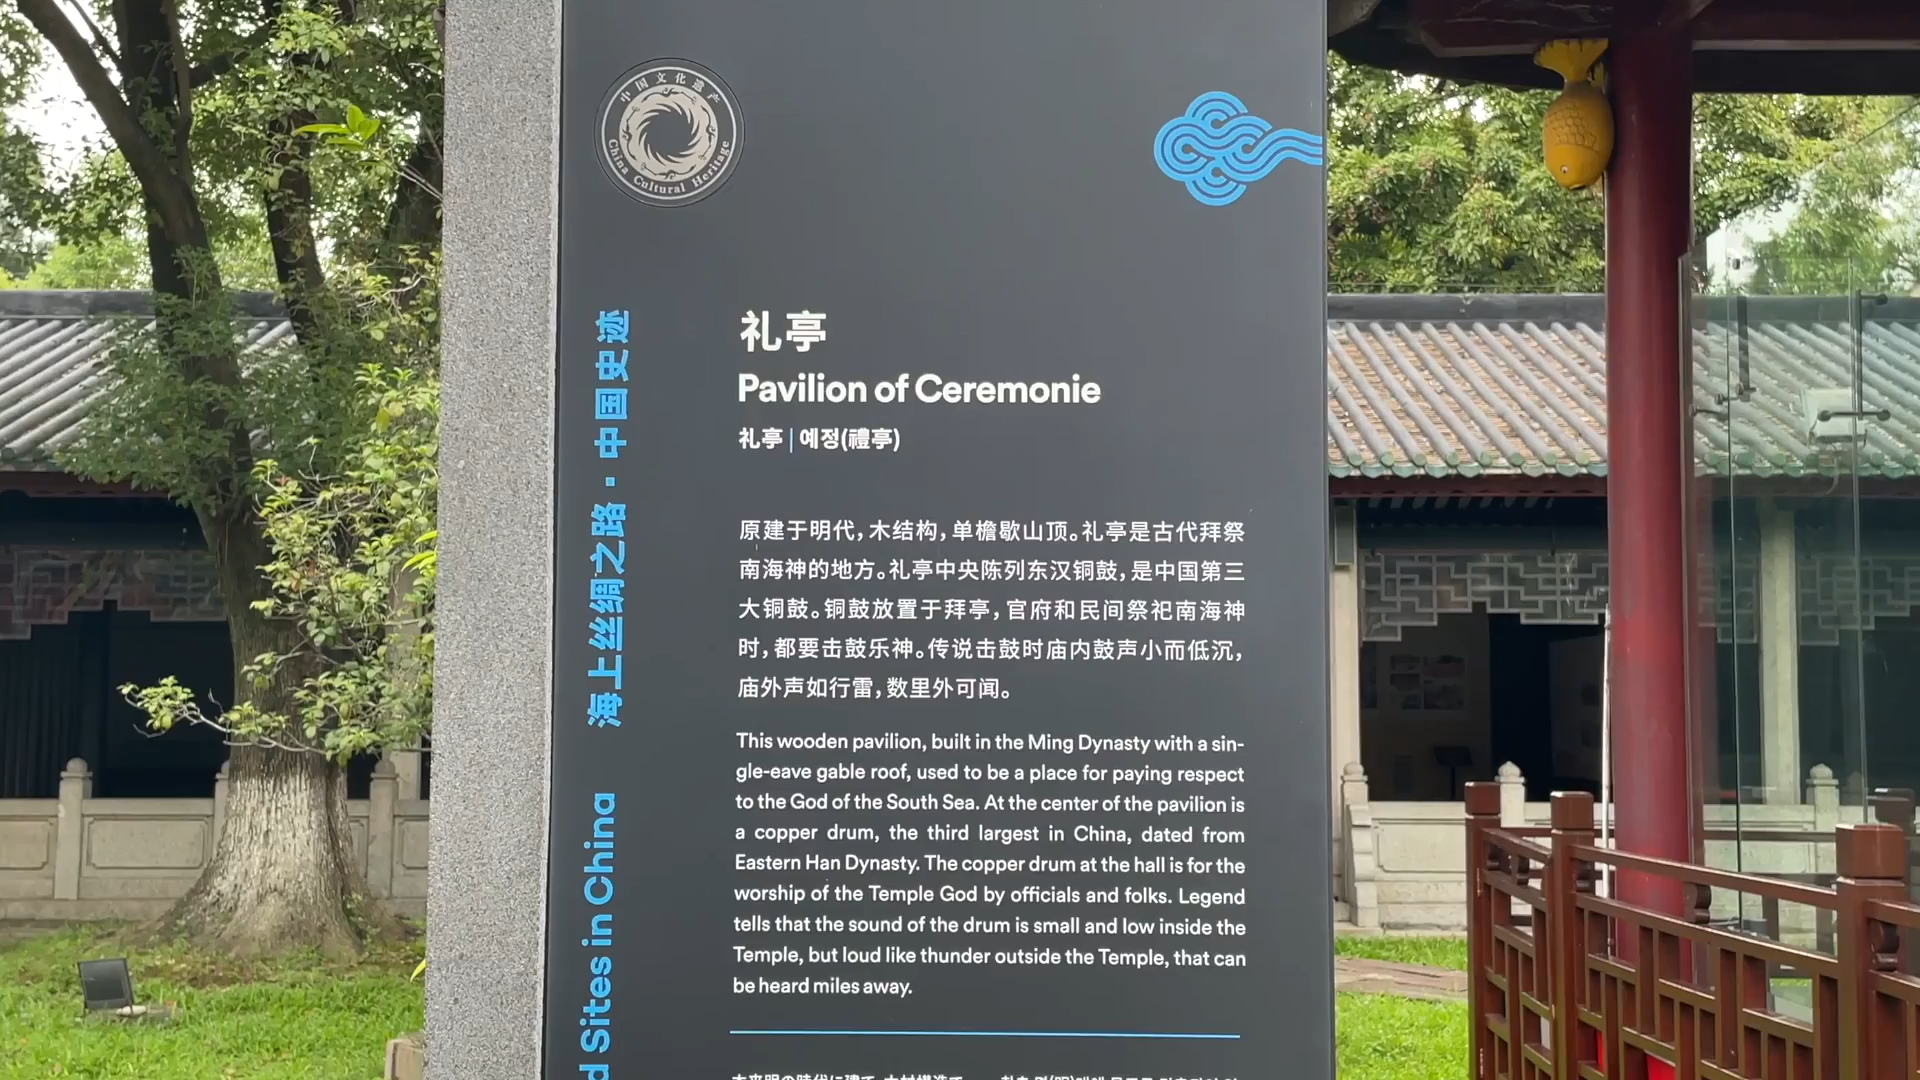 中国文化遗产
China Cultural Heritage
礼亭
Pavilion of Ceremonie
礼亭 | 예정(禮亭)
原建于明代，木结构，单檐歇山顶。礼亭是古代拜祭
南海神的地方。礼亭中央陈列东汉铜鼓，是中国第三
大铜鼓。铜鼓放置于拜亭，官府和民间祭祀南海神
时，都要击鼓乐神。传说击鼓时庙内鼓声小而低沉，
庙外声如行雷，数里外可闻。
This wooden pavilion, built in the Ming Dynasty with a sin-
gle-eave gable roof, used to be a place for paying respect
to the God of the South Sea. At the center of the pavilion is
a copper drum, the third largest in China, dated from
Eastern Han Dynasty. The copper drum at the hall is for the
worship of the Temple God by officials and folks. Legend
tells that the sound of the drum is small and low inside the
Temple, but loud like thunder outside the Temple, that can
be heard miles away.
海上丝绸之路·中国史迹
Sites in China